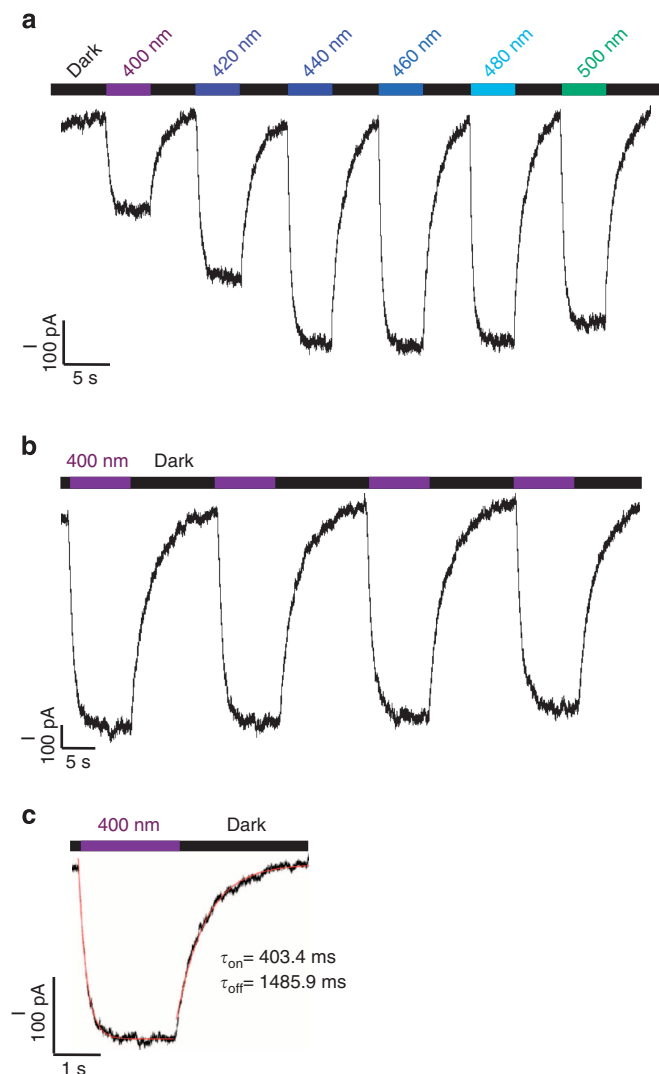 a
Dark 400 nm 420 nm 440 nm 460 nm 480 nm 500 nm
I
100 pA
5 s
b
400 nm Dark
I
100 pA
5 s
c
400 nm Dark
τon= 403.4 ms
τoff= 1485.9 ms
I
100 pA
1 s